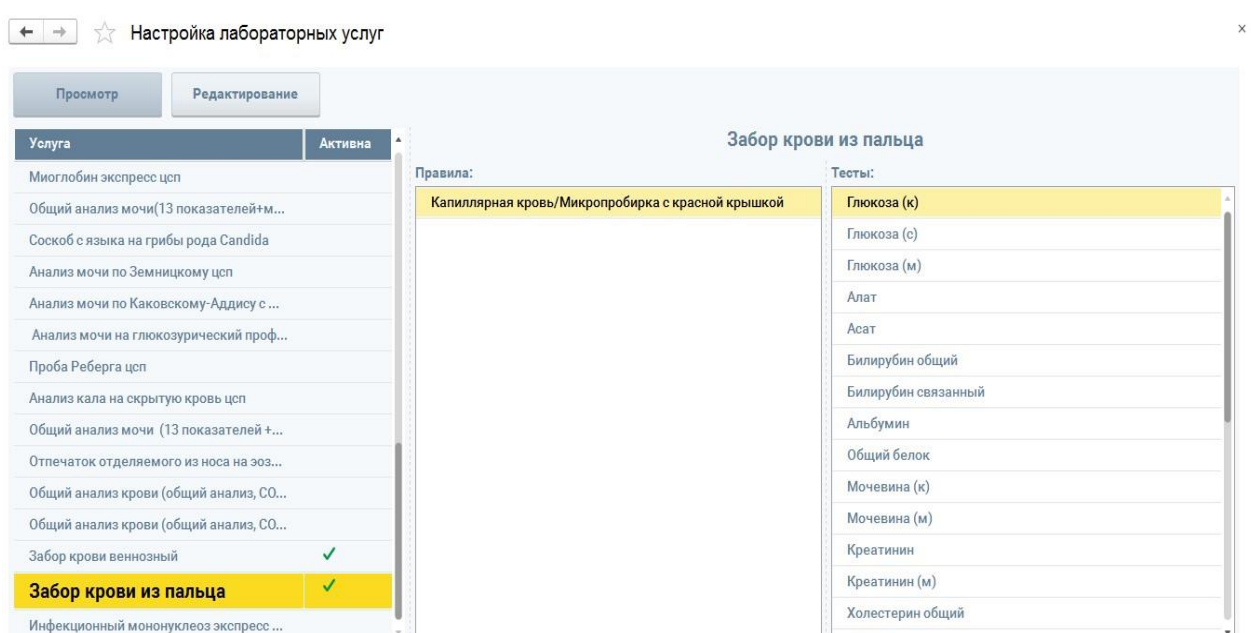 Настройка лабораторных услуг
×
Просмотр
Редактирование
Услуга
Активна
Миоглобин экспресс цсп
Общий анализ мочи(13 показателей+м...
Соскоб с языка на грибы рода Candida
Анализ мочи по Земницкому цсп
Анализ мочи по Каковскому-Аддису с ...
Анализ мочи на глюкозурический проф...
Проба Реберга цсп
Анализ кала на скрытую кровь цсп
Общий анализ мочи (13 показателей +...
Отпечаток отделяемого из носа на эоз...
Общий анализ крови (общий анализ, СО...
Общий анализ крови (общий анализ, СО...
Забор крови веннозный
Забор крови из пальца
Инфекционный мононуклеоз экспресс ...
Забор крови из пальца
Правила:
Капиллярная кровь/Микропробирка с красной крышкой
Тесты:
Глюкоза (к)
Глюкоза (с)
Глюкоза (м)
Алат
Асат
Билирубин общий
Билирубин связанный
Альбумин
Общий белок
Мочевина (к)
Мочевина (м)
Креатинин
Креатинин (м)
Холестерин общий